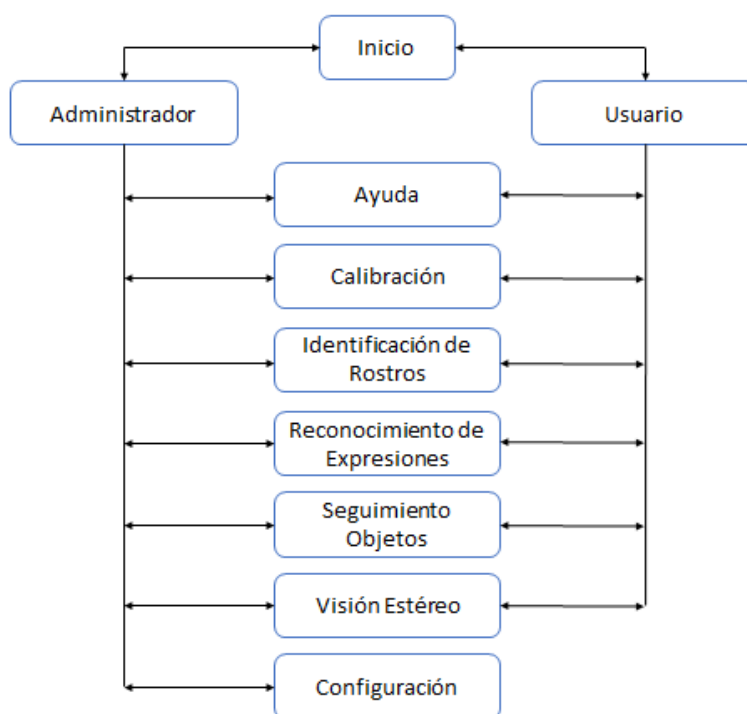 Inicio
Administrador
Usuario
Ayuda
Calibración
Identificación de
Rostros
Reconocimiento de
Expresiones
Seguimiento
Objetos
Visión Estéreo
Configuración